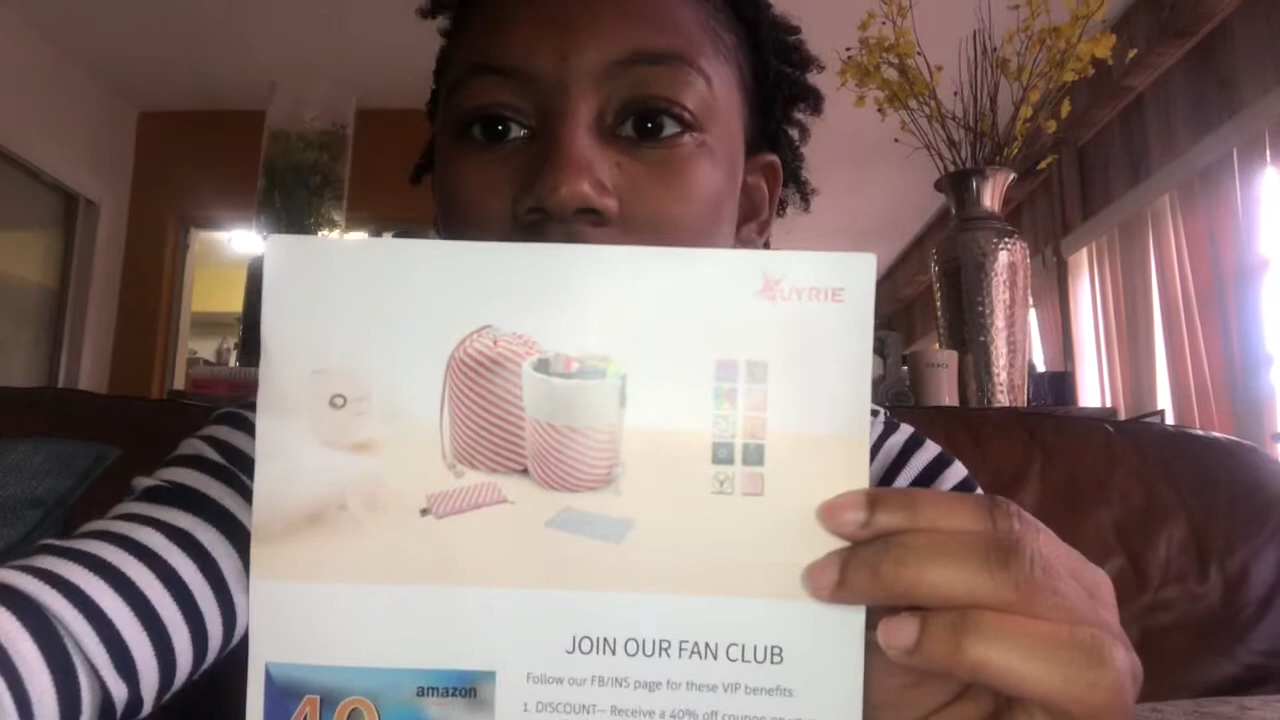 UYRIE
JOIN OUR FAN CLUB
Follow our FB/INS page for these VIP benefits:
amazon
40
1. DISCOUNT-- Receive a 40% off coupon